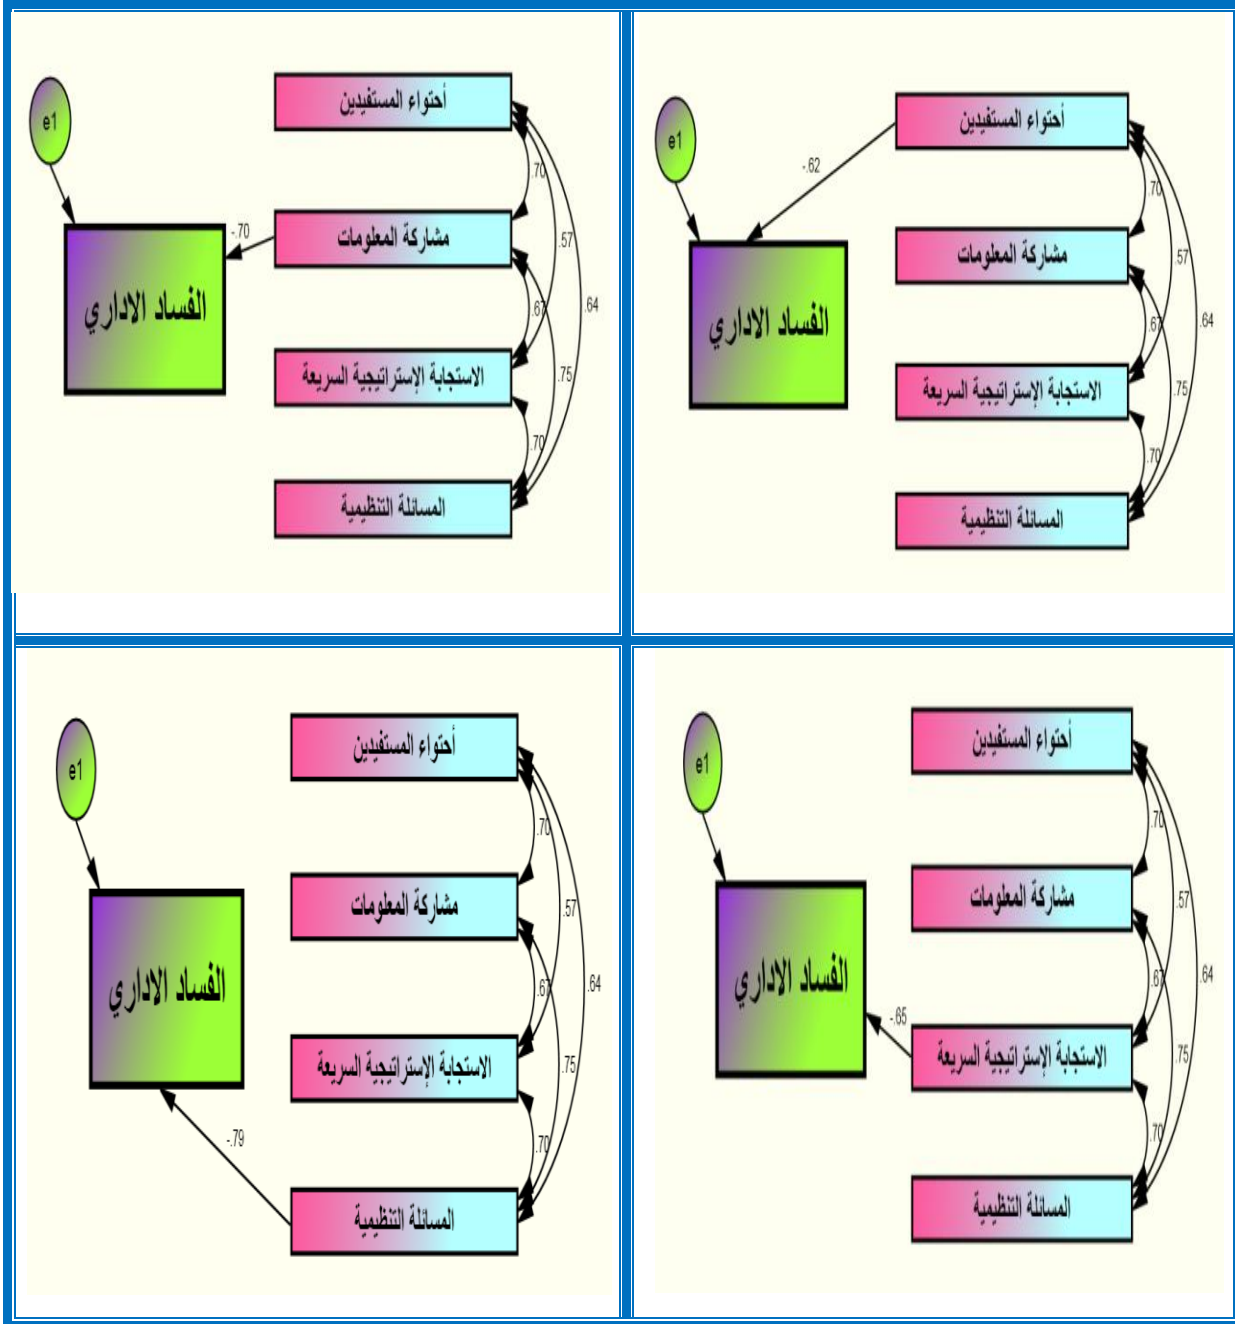 e1
أحتواء المستفيدين
-.62
.70
مشاركة المعلومات
.57
الفساد الاداري
.67
.64
الاستجابة الإستراتيجية السريعة
.75
.70
المسائلة التنظيمية
e1
أحتواء المستفيدين
.70
-.70
مشاركة المعلومات
.57
الفساد الاداري
.67
.64
الاستجابة الإستراتيجية السريعة
.75
.70
المسائلة التنظيمية
e1
أحتواء المستفيدين
.70
مشاركة المعلومات
.57
الفساد الاداري
.67
.64
-.65
الاستجابة الإستراتيجية السريعة
.75
.70
المسائلة التنظيمية
e1
أحتواء المستفيدين
.70
مشاركة المعلومات
.57
الفساد الاداري
.67
.64
الاستجابة الإستراتيجية السريعة
.75
-.79
.70
المسائلة التنظيمية